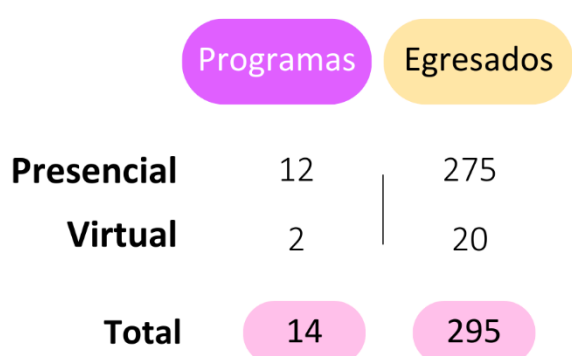 Programas Egresados
Presencial 12 275
Virtual 2 20
Total 14 295